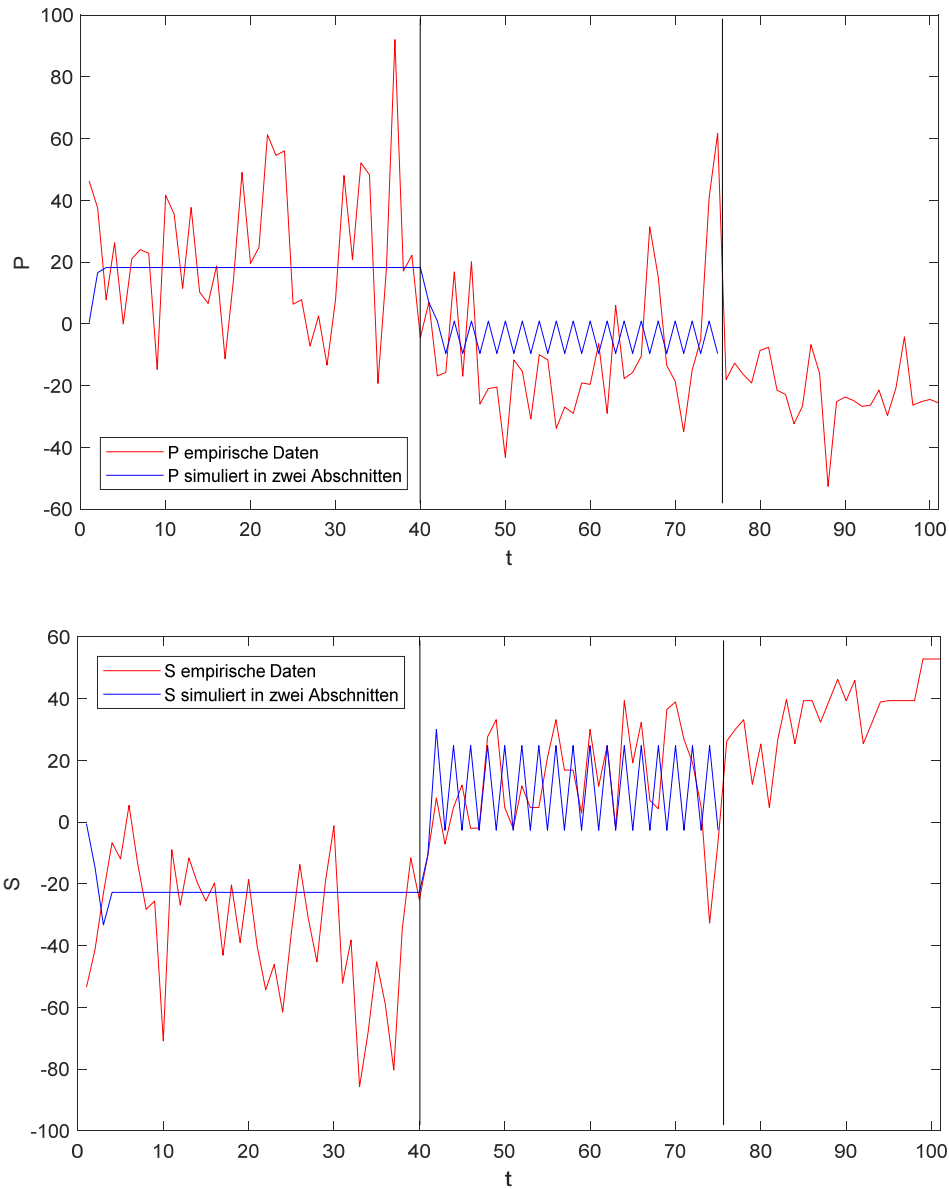 100
80
60
40
20
0
-20
-40
-60
P
P empirische Daten
P simuliert in zwei Abschnitten
0 10 20 30 40 50 60 70 80 90 100
t
60
40
20
0
-20
-40
-60
-80
-100
S
S empirische Daten
S simuliert in zwei Abschnitten
0 10 20 30 40 50 60 70 80 90 100
t